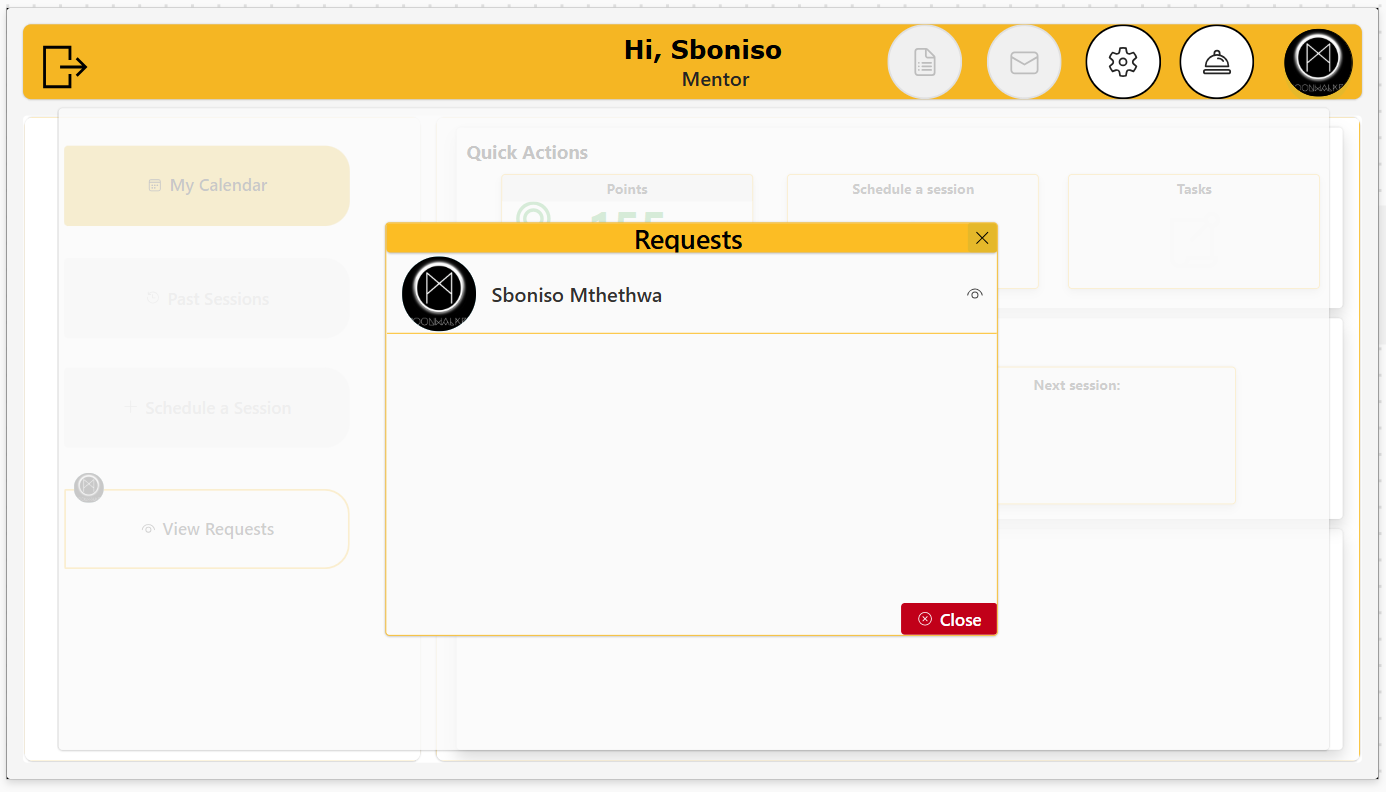 Hi, Sboniso
Mentor
My Calendar
Past Sessions
Schedule a Session
View Requests
Quick Actions
Points
155
Schedule a session
Tasks
Next session:
Requests
Sboniso Mthethwa
Close